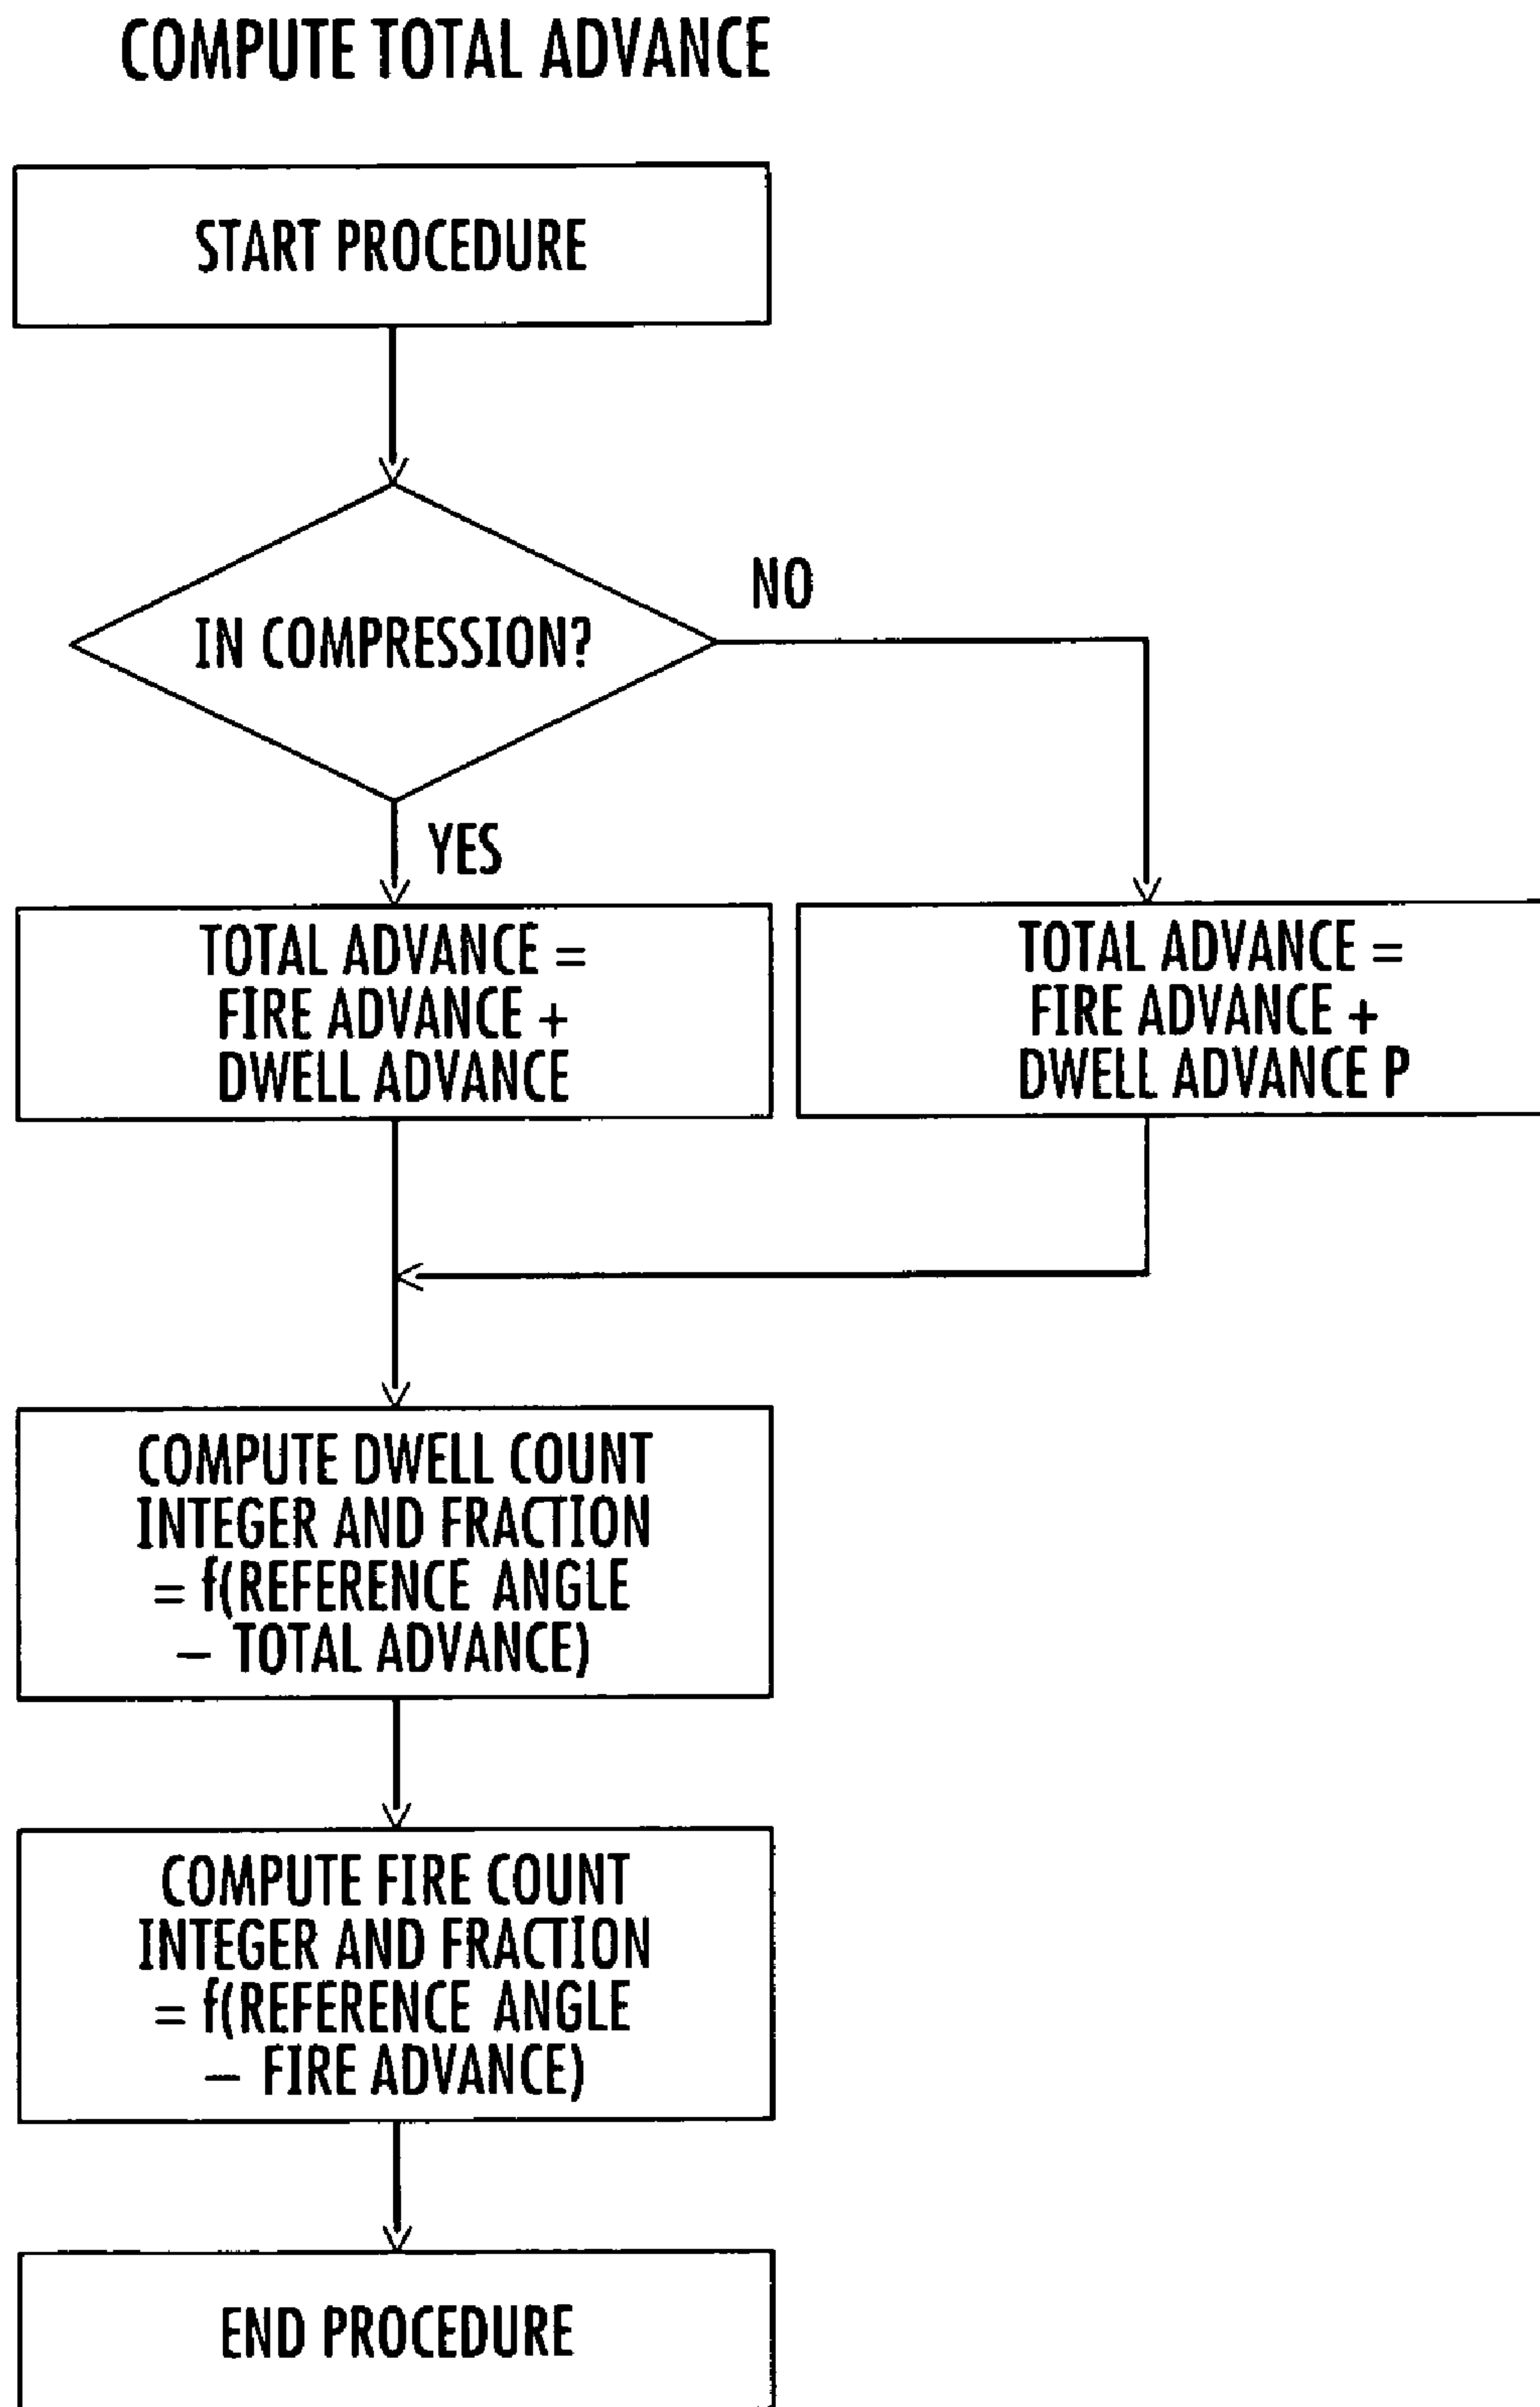 COMPUTE TOTAL ADVANCE
START PROCEDURE
IN COMPRESSION?
NO
YES
TOTAL ADVANCE =
FIRE ADVANCE +
DWELL ADVANCE
TOTAL ADVANCE =
FIRE ADVANCE +
DWELL ADVANCE P
COMPUTE DWELL COUNT
INTEGER AND FRACTION
= f(REFERENCE ANGLE
– TOTAL ADVANCE)
COMPUTE FIRE COUNT
INTEGER AND FRACTION
= f(REFERENCE ANGLE
– FIRE ADVANCE)
END PROCEDURE